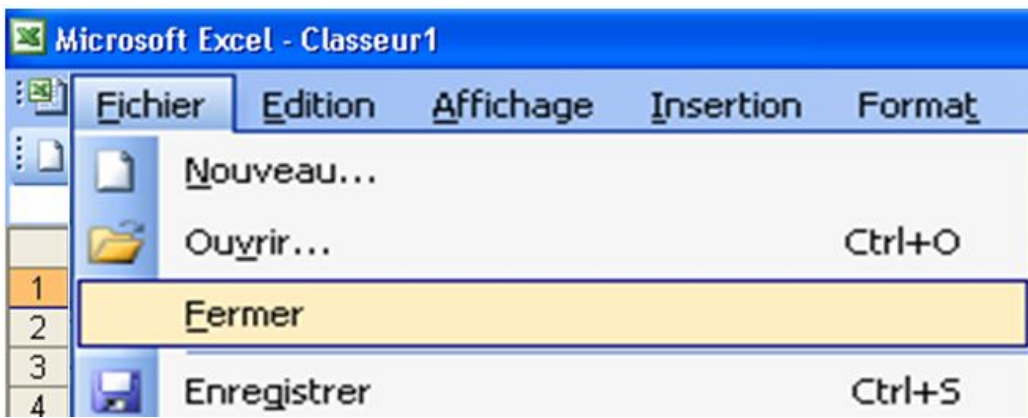 Microsoft Excel - Classeur1
Fichier Edition Affichage Insertion Format
Nouveau...
Ouvrir... Ctrl+O
1
Fermer
2
3
Enregistrer Ctrl+S
4